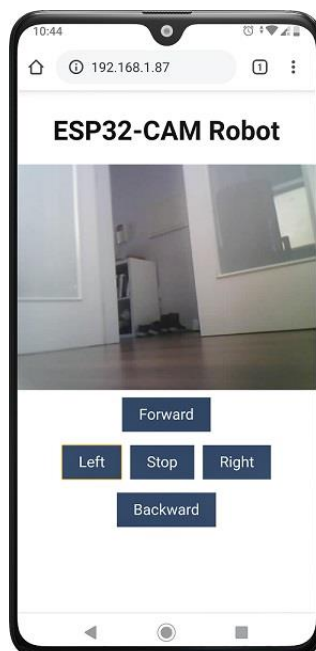 10:44
192.168.1.87
1
ESP32-CAM Robot
Forward
Left Stop Right
Backward